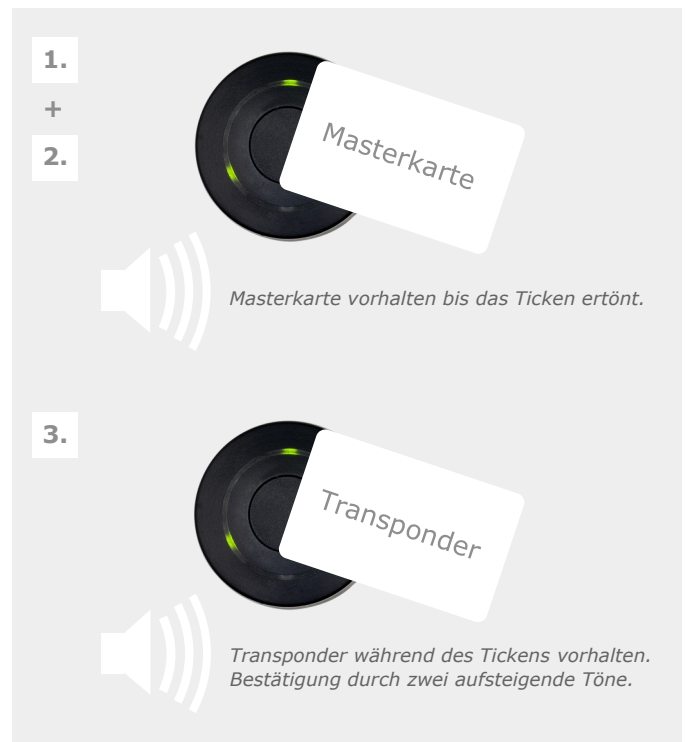 1.
+
2.
Masterkarte
Masterkarte vorhalten bis das Ticken ertönt.
3.
Transponder
Transponder während des Tickens vorhalten.
Bestätigung durch zwei aufsteigende Töne.